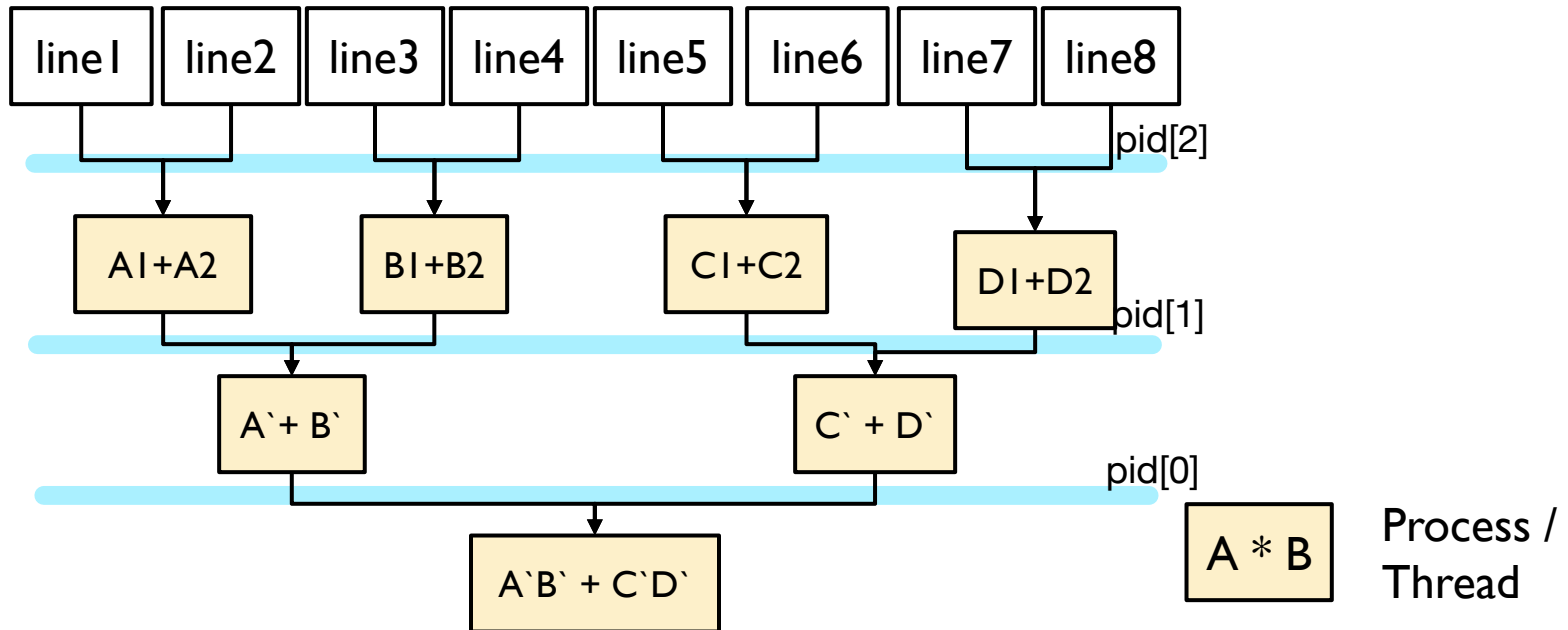 line1 line2 line3 line4 line5 line6 line7 line8
pid[2]
A1+A2 B1+B2 C1+C2 D1+D2
pid[1]
A`+ B` C` + D`
pid[0]
A * B Process /
Thread
A`B` + C`D`